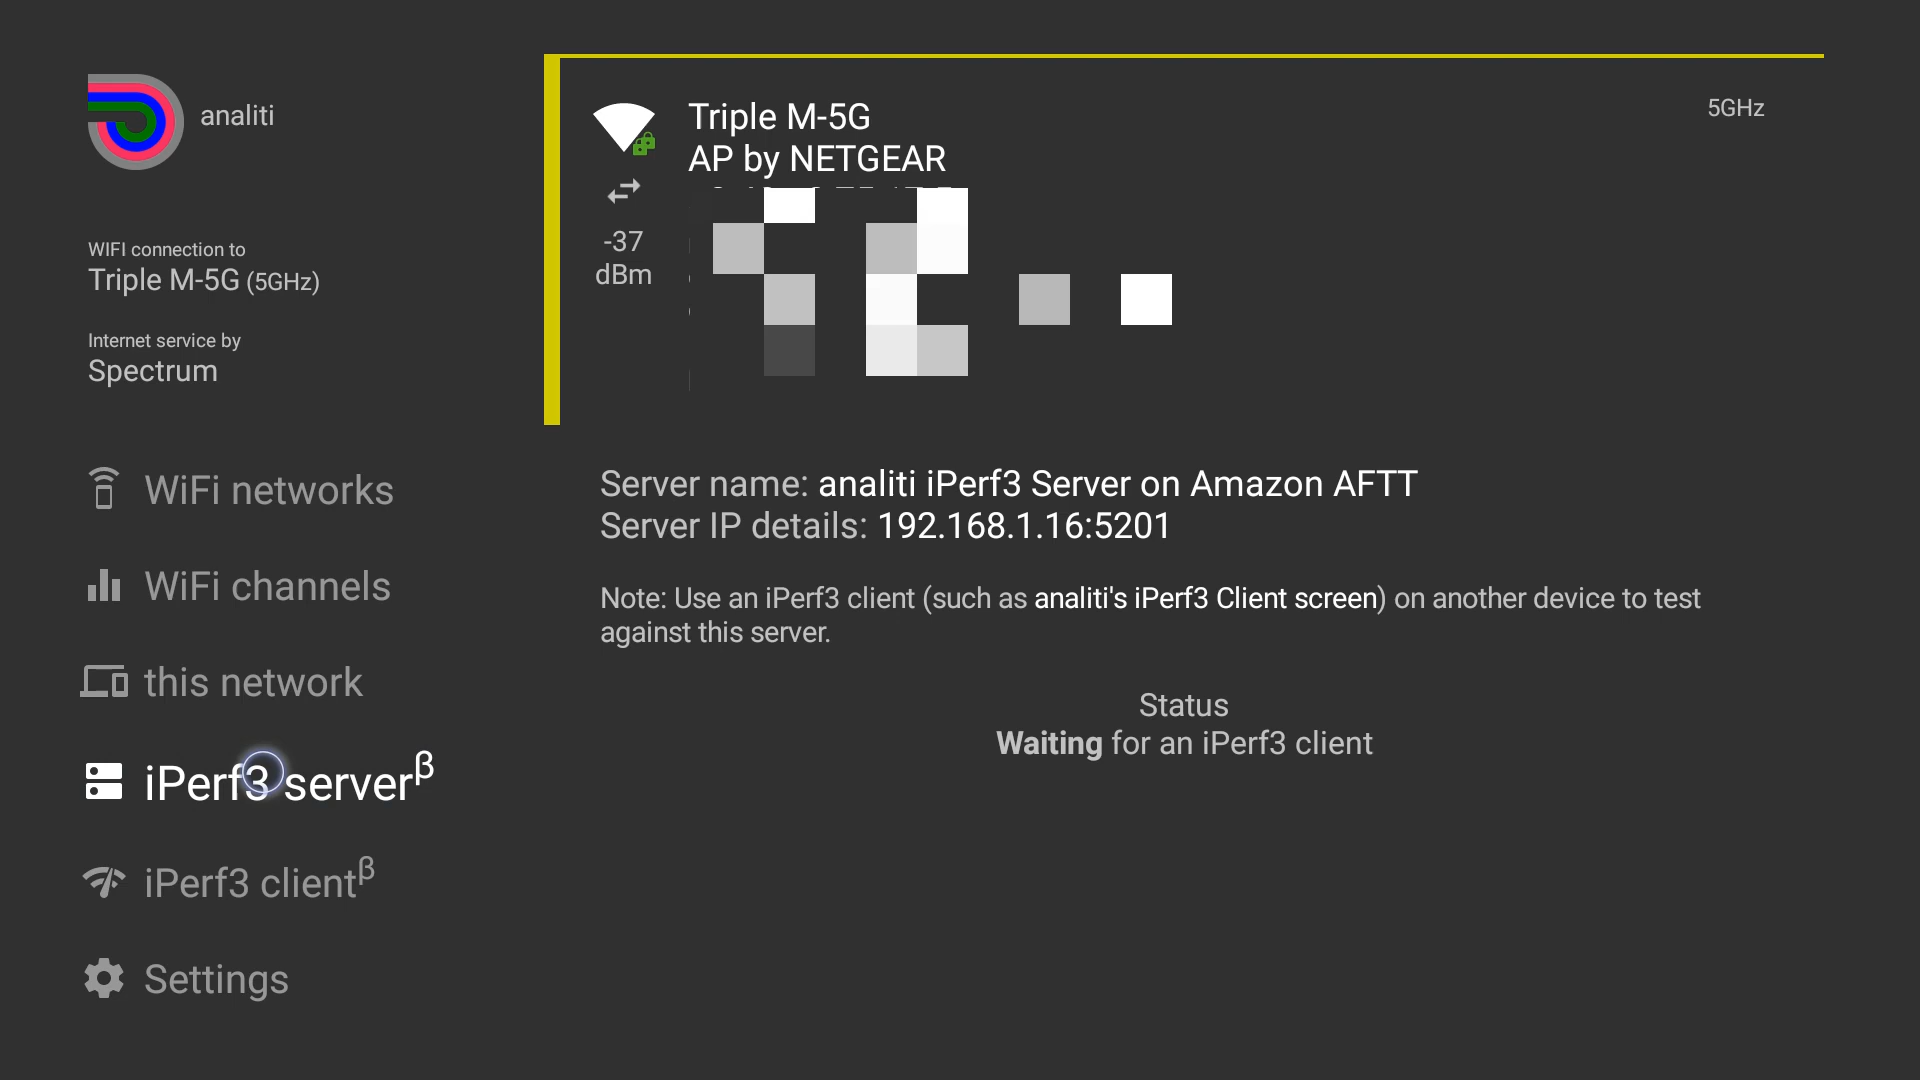 analiti
WIFI connection to
Triple M-5G (5GHz)
Internet service by
Spectrum
WiFi networks
WiFi channels
this network
iPerf3 serverβ
iPerf3 clientβ
Settings
Triple M-5G
AP by NETGEAR
5GHz
-37
dBm
Server name: analiti iPerf3 Server on Amazon AFTT
Server IP details: 192.168.1.16:5201
Note: Use an iPerf3 client (such as analiti's iPerf3 Client screen) on another device to test
against this server.
Status
Waiting for an iPerf3 client